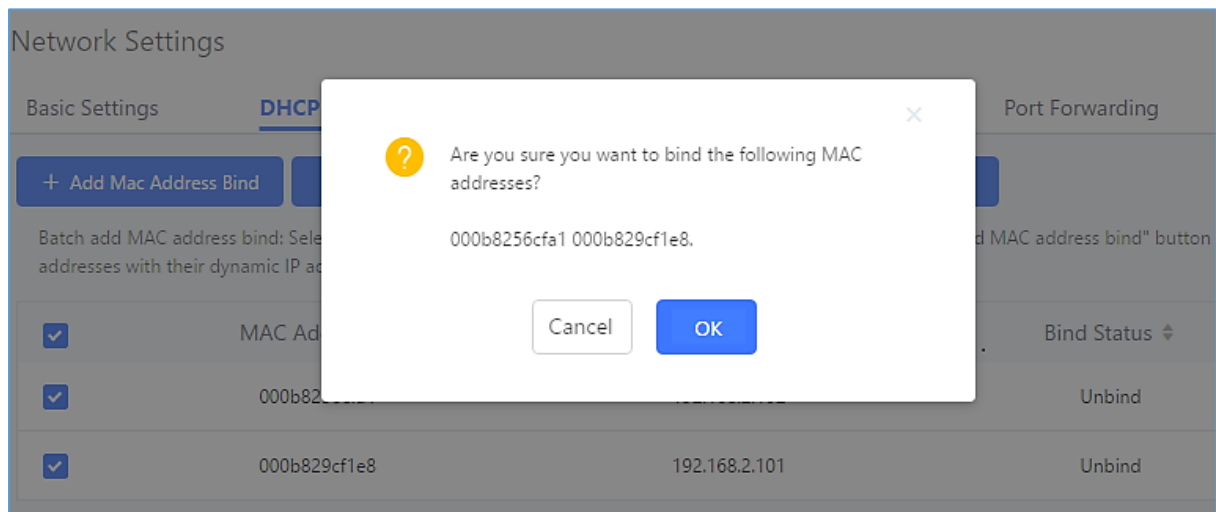 Network Settings
Basic Settings DHCP Port Forwarding
Are you sure you want to bind the following MAC
addresses?
+ Add Mac Address Bind
000b8256cfa1 000b829cf1e8.
Batch add MAC address bind: MAC address bind" button
addresses with their dynamic IP
Cancel OK
MAC Bind Status
Unbind
000b829cf1e8 192.168.2.101 Unbind